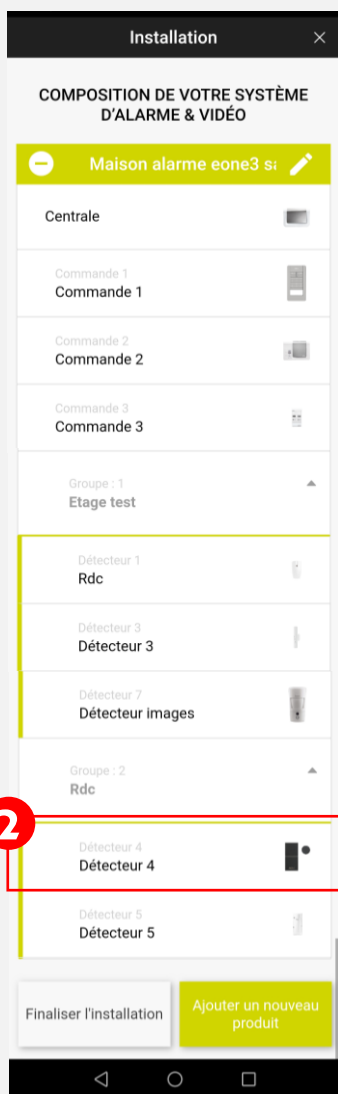 Installation
COMPOSITION DE VOTRE SYSTÈME
D'ALARME & VIDÉO
Maison alarme eone3 s
Centrale
Commande 1
Commande 1
Commande 2
Commande 2
Commande 3
Commande 3
Groupe : 1
Etage test
Détecteur 1
Rdc
Détecteur 3
Détecteur 3
Détecteur 7
Détecteur images
Groupe : 2
Rdc
2
Détecteur 4
Détecteur 4
Détecteur 5
Détecteur 5
Finaliser l'installation
Ajouter un nouveau
produit